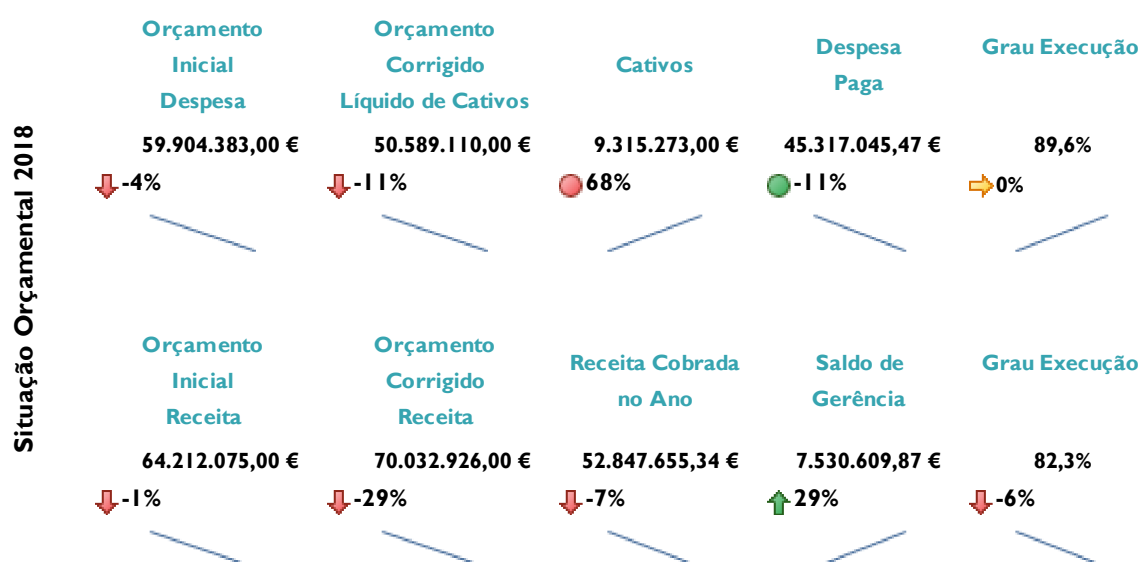 Situação Orçamental 2018
Orçamento
Inicial
Despesa
59.904.383,00 €
-4%
Orçamento
Corrigido
Líquido de Cativos
50.589.110,00 €
-11%
Cativos
9.315.273,00 €
68%
Despesa
Paga
45.317.045,47 €
-11%
Grau Execução
89,6%
0%
Orçamento
Inicial
Receita
64.212.075,00 €
-1%
Orçamento
Corrigido
Receita
70.032.926,00 €
-29%
Receita Cobrada
no Ano
52.847.655,34 €
-7%
Saldo de
Gerência
7.530.609,87 €
29%
Grau Execução
82,3%
-6%